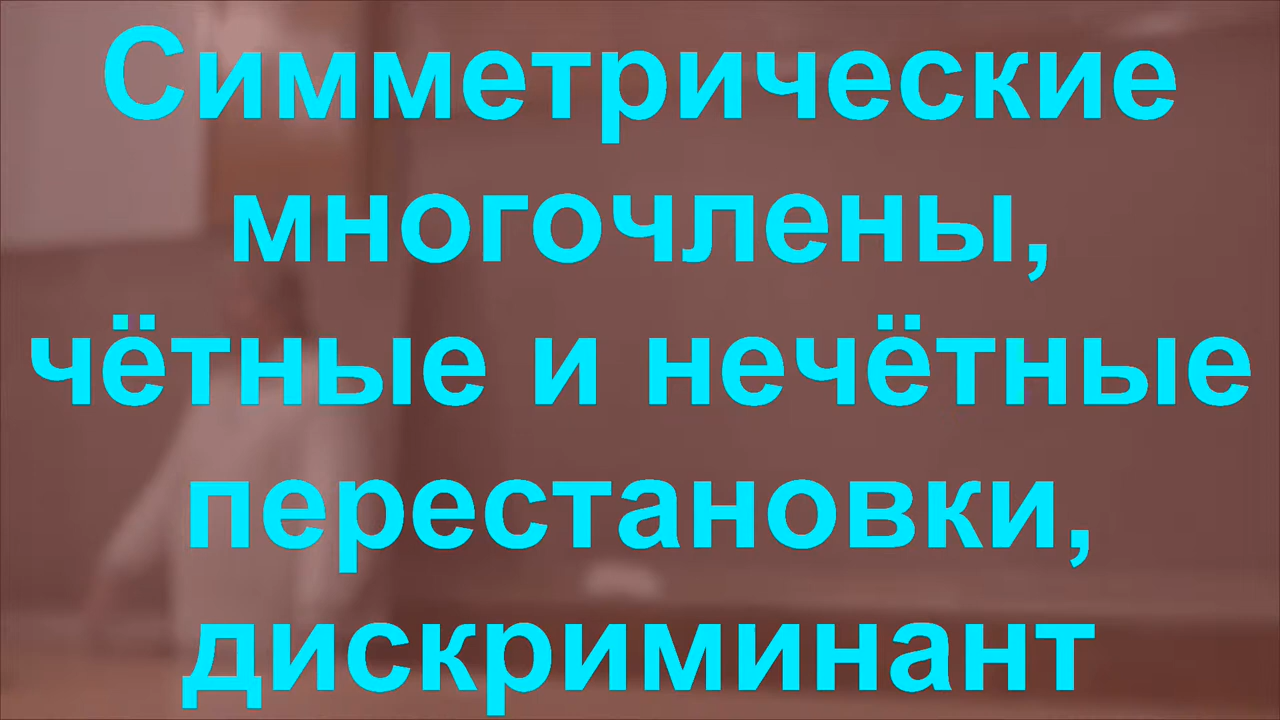 Симметрические
многочлены,
чётные и нечётные
перестановки,
дискриминант